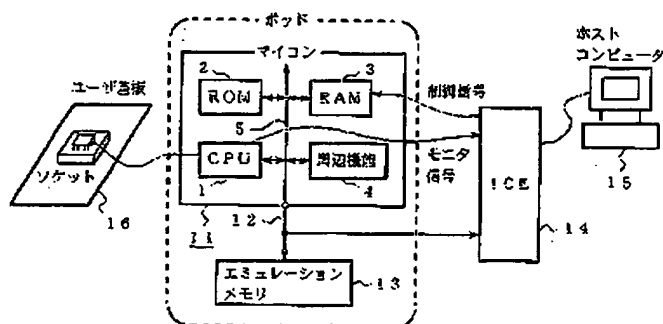 ポッド
マイコン
ホスト
コンピュータ
ユーザ基板
2
ROM
3
RAM
制御信号
5
CPU
周辺機能
モニタ
信号
ICE
ソケット
1
4
15
16
11
12
14
エミュレーション
メモリ
13